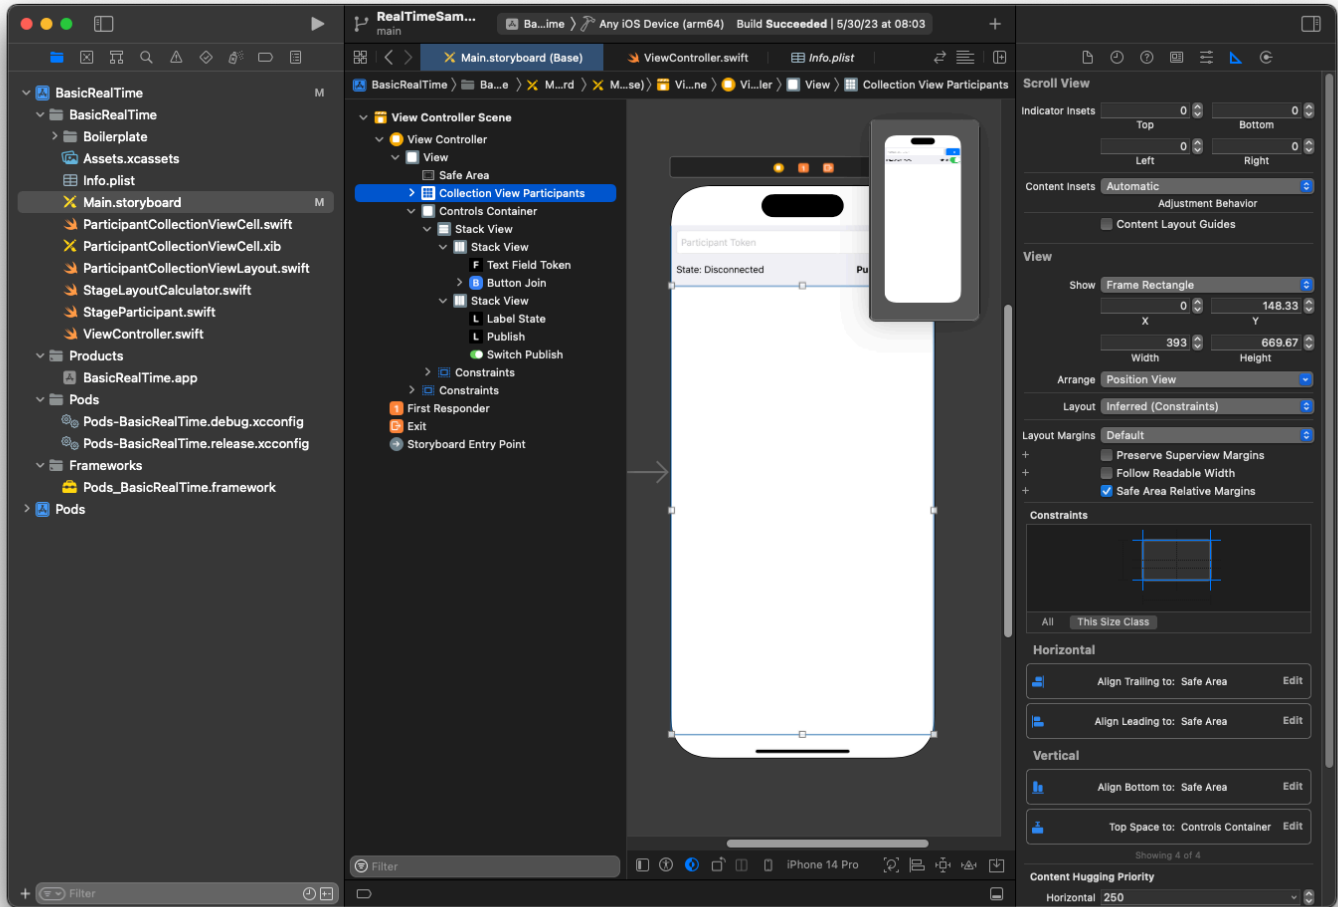 RealTimeSam...
main
Ba...ime
Any iOS Device (arm64)
Build Succeeded | 5/30/23 at 08:03
BasicRealTime
M
BasicRealTime
Boilerplate
Assets.xcassets
Info.plist
Main.storyboard
M
ParticipantCollectionViewCell.swift
ParticipantCollectionViewCell.xib
ParticipantCollectionViewLayout.swift
StageLayoutCalculator.swift
StageParticipant.swift
ViewController.swift
Products
BasicRealTime.app
Pods
Pods-BasicRealTime.debug.xcconfig
Pods-BasicRealTime.release.xcconfig
Frameworks
Pods_BasicRealTime.framework
Pods
Filter
Main.storyboard (Base)
ViewController.swift
Info.plist
BasicRealTime
Ba...e
M...rd
M...se)
Vi...ne
Vi...ler
View
Collection View Participants
View Controller Scene
View Controller
View
Safe Area
Collection View Participants
Controls Container
Stack View
Stack View
F Text Field Token
B Button Join
Stack View
L Label State
L Publish
Switch Publish
Constraints
Constraints
1 First Responder
Exit
Storyboard Entry Point
Filter
Participant Token
State: Disconnected
Pu
iPhone 14 Pro
Scroll View
Indicator Insets
0
0
Top
Bottom
0
0
Left
Right
Content Insets
Automatic
Adjustment Behavior
Content Layout Guides
View
Show
Frame Rectangle
0
148.33
X
Y
393
669.67
Width
Height
Arrange
Position View
Layout
Inferred (Constraints)
Layout Margins
Default
Preserve Superview Margins
Follow Readable Width
Safe Area Relative Margins
Constraints
All
This Size Class
Horizontal
Align Trailing to: Safe Area
Edit
Align Leading to: Safe Area
Edit
Vertical
Align Bottom to: Safe Area
Edit
Top Space to: Controls Container
Edit
Showing 4 of 4
Content Hugging Priority
Horizontal
250